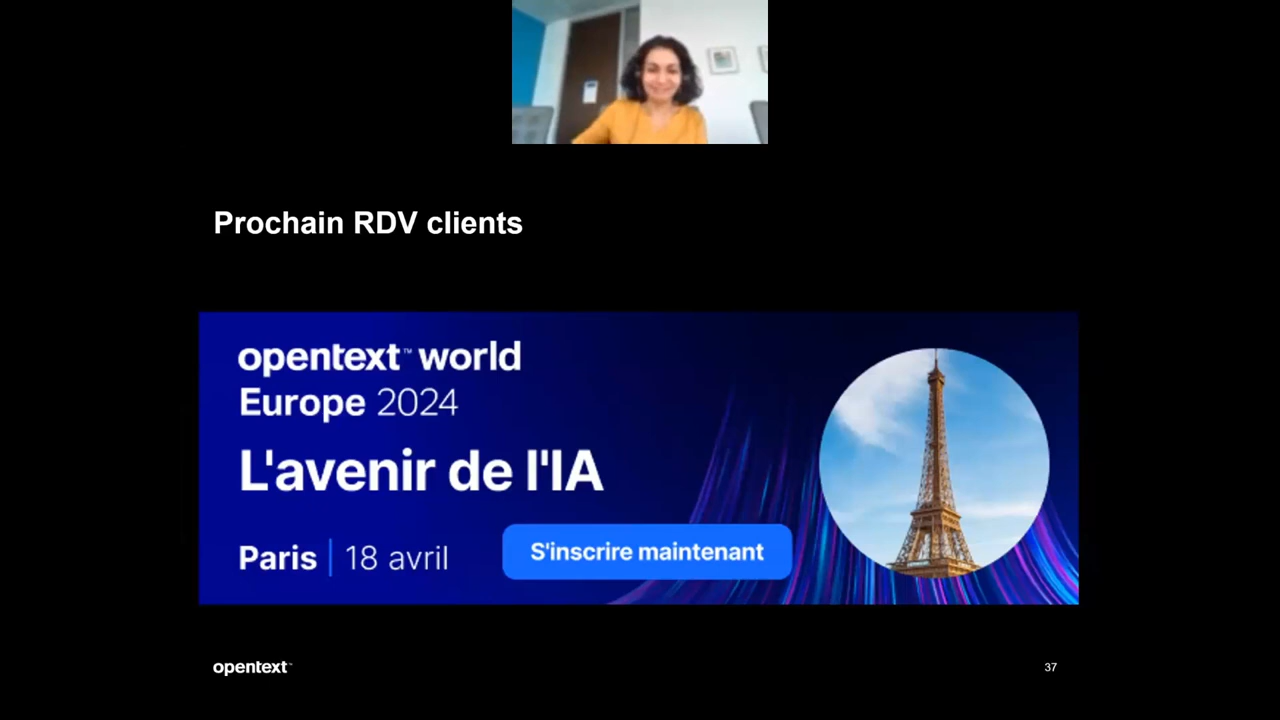 Prochain RDV clients
opentext™ world
Europe 2024
L'avenir de l'IA
Paris | 18 avril
S'inscrire maintenant
opentext™
37